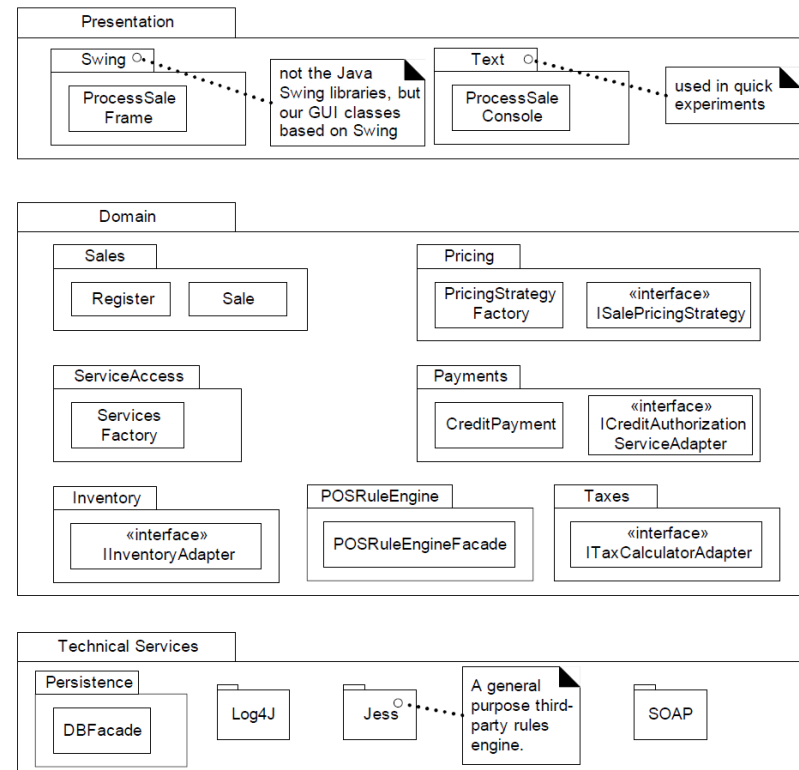 Presentation
Swing
ProcessSale
Frame
not the Java
Swing libraries, but
our GUI classes
based on Swing
Text
ProcessSale
Console
used in quick
experiments
Domain
Sales
Register
Sale
Pricing
PricingStrategy
Factory
«interface»
ISalePricingStrategy
ServiceAccess
Services
Factory
Payments
CreditPayment
«interface»
ICreditAuthorization
ServiceAdapter
Inventory
«interface»
IInventoryAdapter
POSRuleEngine
POSRuleEngineFacade
Taxes
«interface»
ITaxCalculatorAdapter
Technical Services
Persistence
DBFacade
Log4J
Jess
A general
purpose third-
party rules
engine.
SOAP